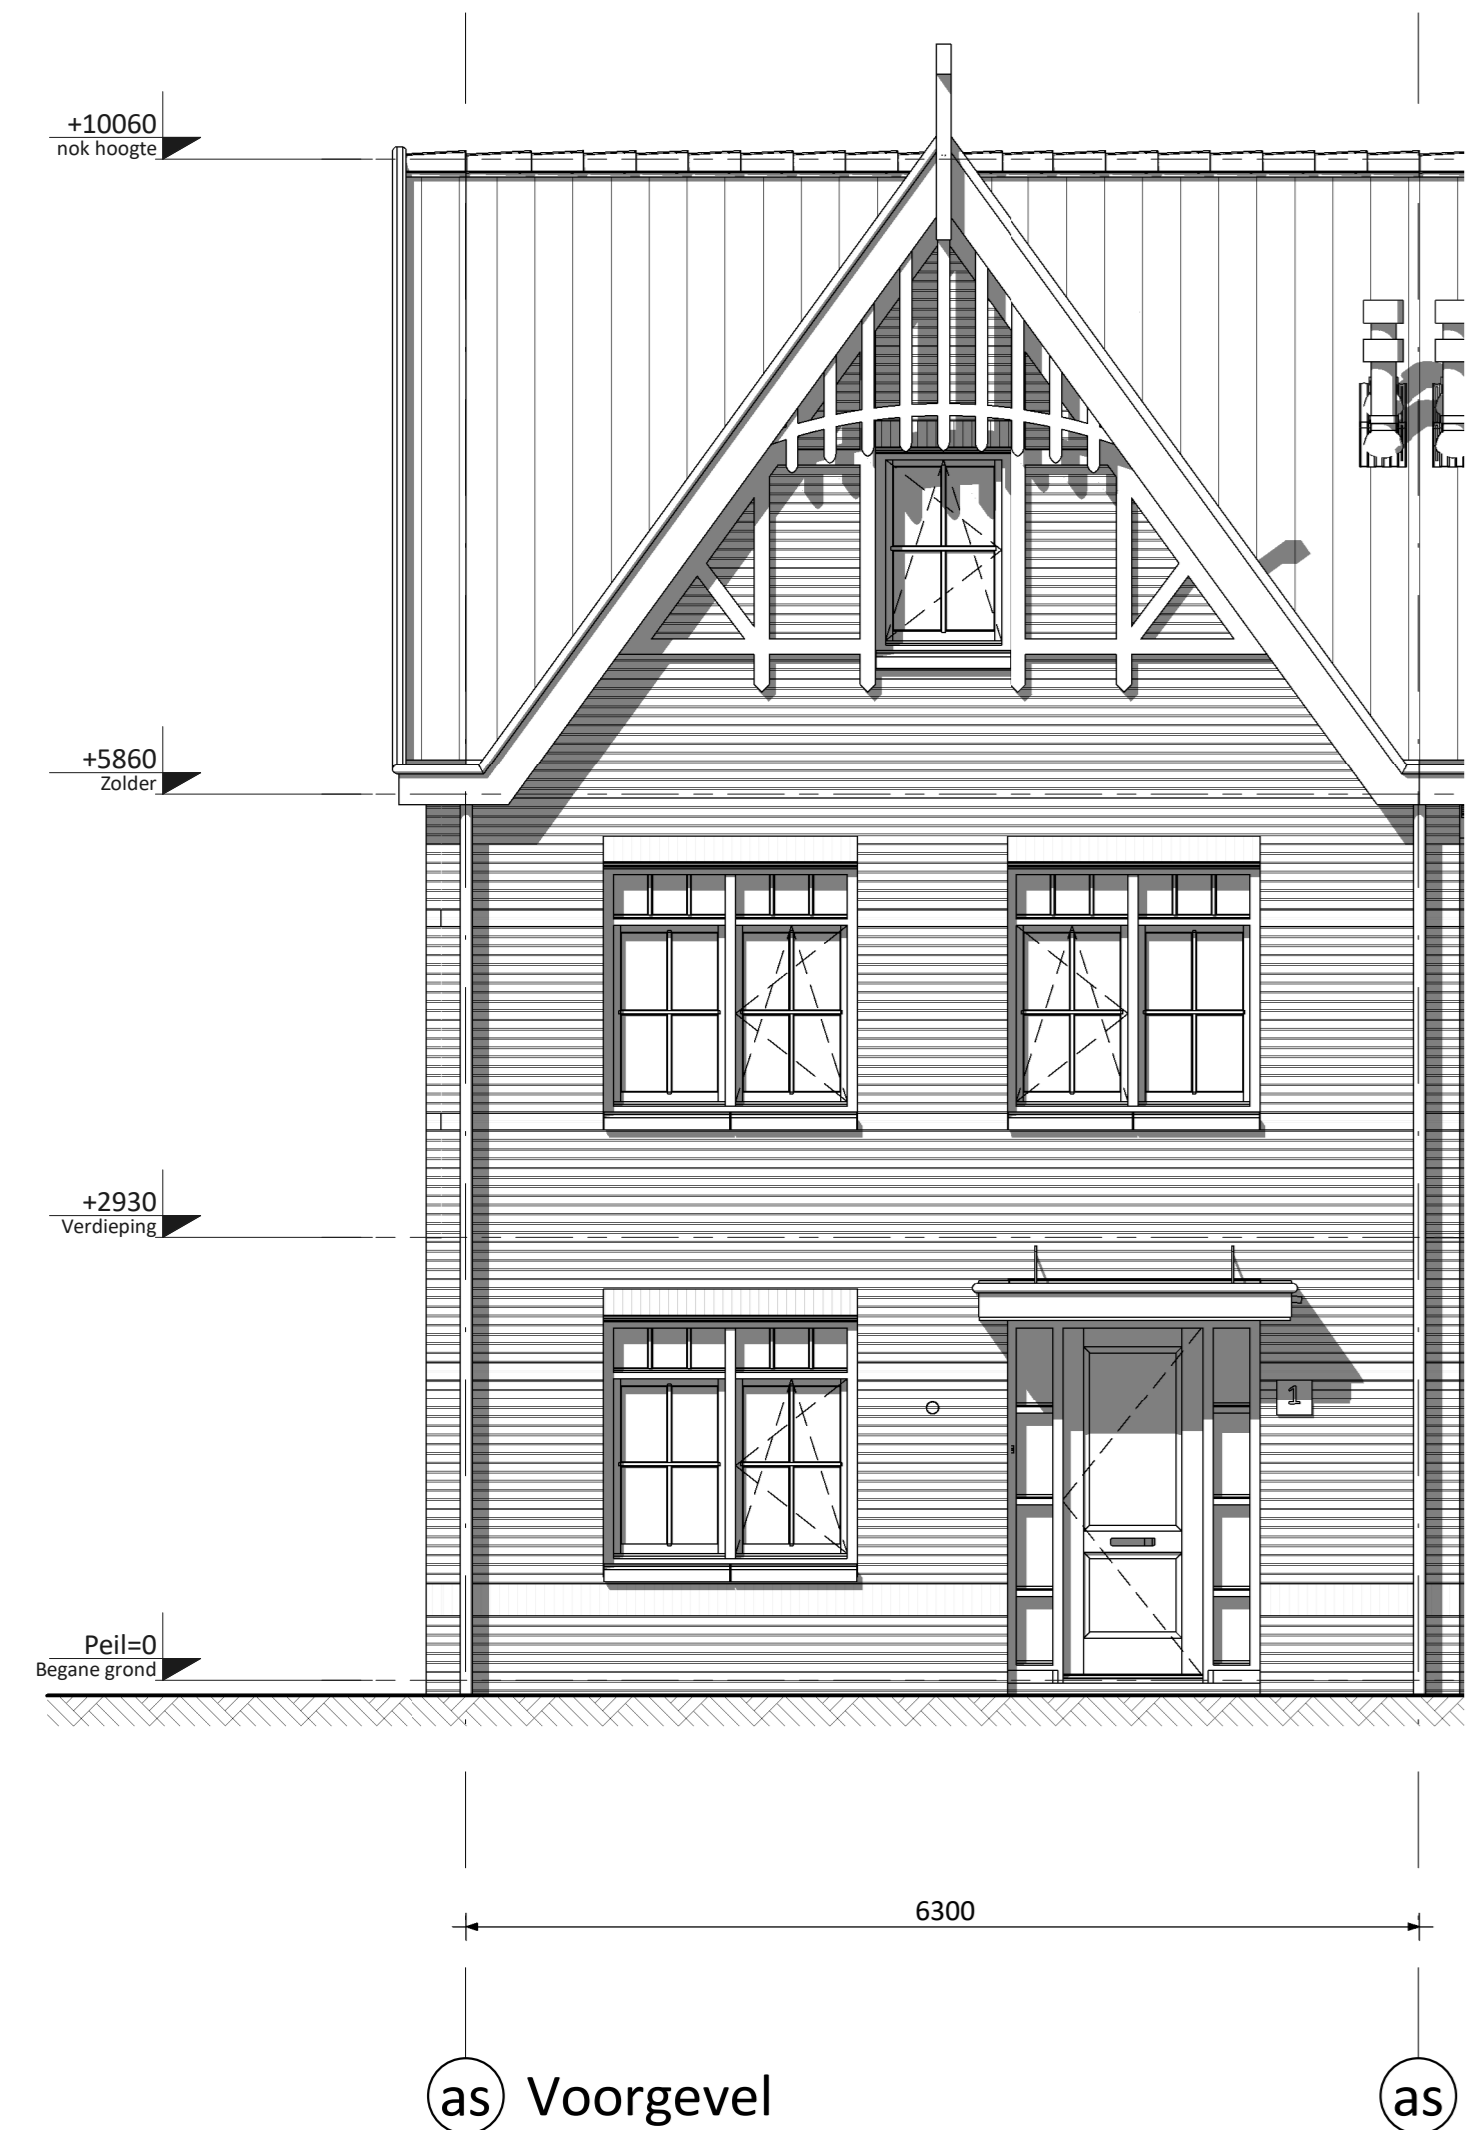 +10060
nok hoogte
+5860
Zolder
+2930
Verdieping
1
Peil=0
Begane grond
6300
as Voorgevel as